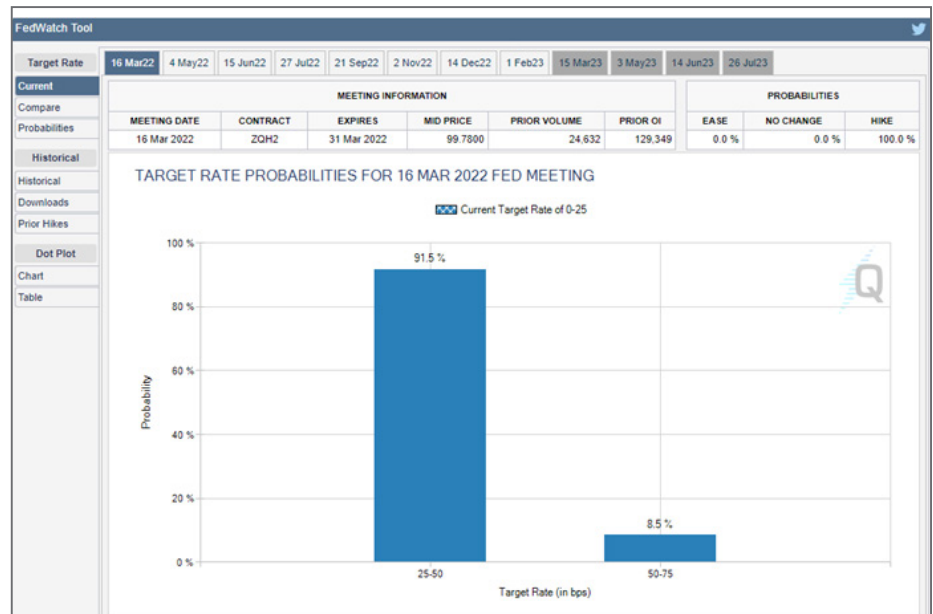 FedWatch Tool
Target Rate
Current
Compare
Probabilities
Historical
Historical
Downloads
Prior Hikes
Dot Plot
Chart
Table
16 Mar22 4 May22 15 Jun22 27 Jul22 21 Sep22 2 Nov22 14 Dec22 1 Feb23 15 Mar23 3 May23 14 Jun23 26 Jul23
MEETING INFORMATION
MEETING DATE CONTRACT EXPIRES MID PRICE PRIOR VOLUME PRIOR OI
16 Mar 2022 ZQH2 31 Mar 2022 99.7800 24,632 129,349
PROBABILITIES
EASE NO CHANGE HIKE
0.0 % 0.0 % 100.0 %
TARGET RATE PROBABILITIES FOR 16 MAR 2022 FED MEETING
Current Target Rate of 0-25
Q
Probability
100 %
80 %
60 %
40 %
20 %
0 %
91.5 %
8.5 %
25-50 50-75
Target Rate (in bps)